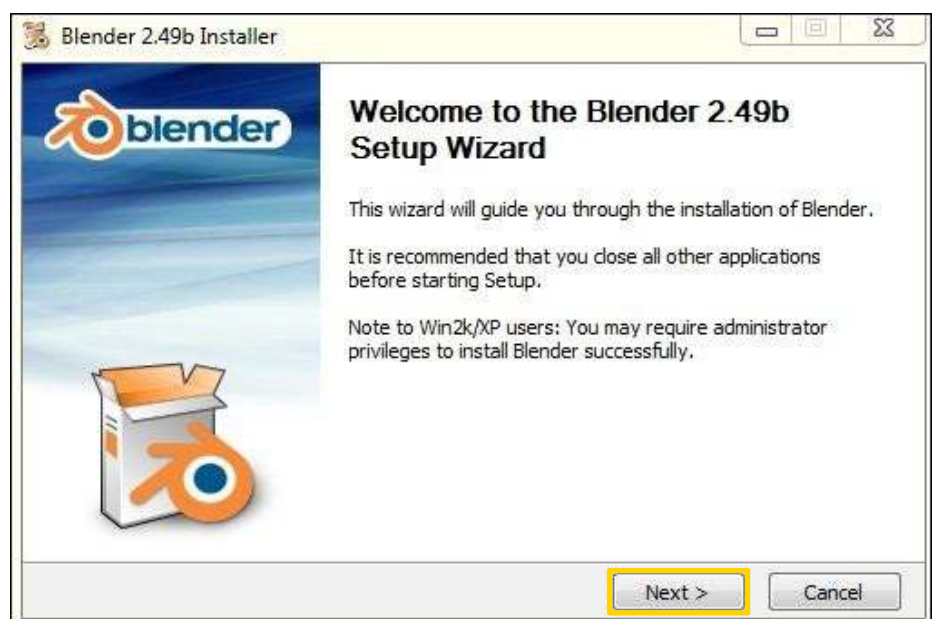 Blender 2.49b Installer
blender
Welcome to the Blender 2.49b
Setup Wizard
This wizard will guide you through the installation of Blender.
It is recommended that you close all other applications
before starting Setup.
Note to Win2k/XP users: You may require administrator
privileges to install Blender successfully.
Next >
Cancel